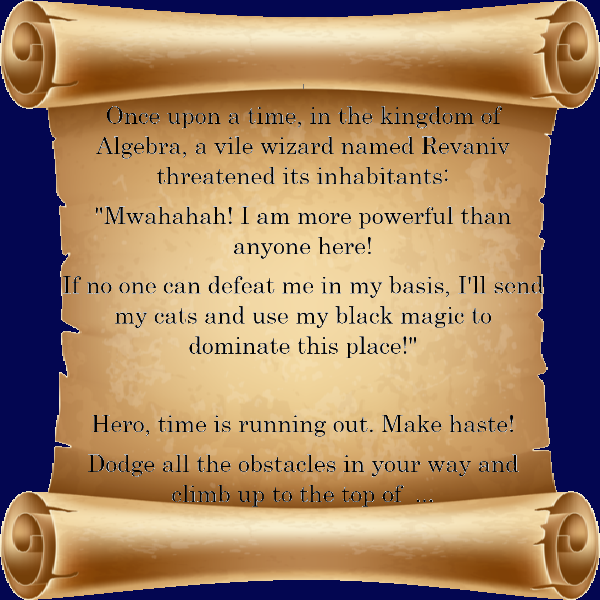 Once upon a time, in the kingdom of
Algebra, a vile wizard named Revaniv
threatened its inhabitants:
"Mwahahah! I am more powerful than
anyone here!
If no one can defeat me in my basis, I'll send
my cats and use my black magic to
dominate this place!"
Hero, time is running out. Make haste!
Dodge all the obstacles in your way and
climb up to the top of ...